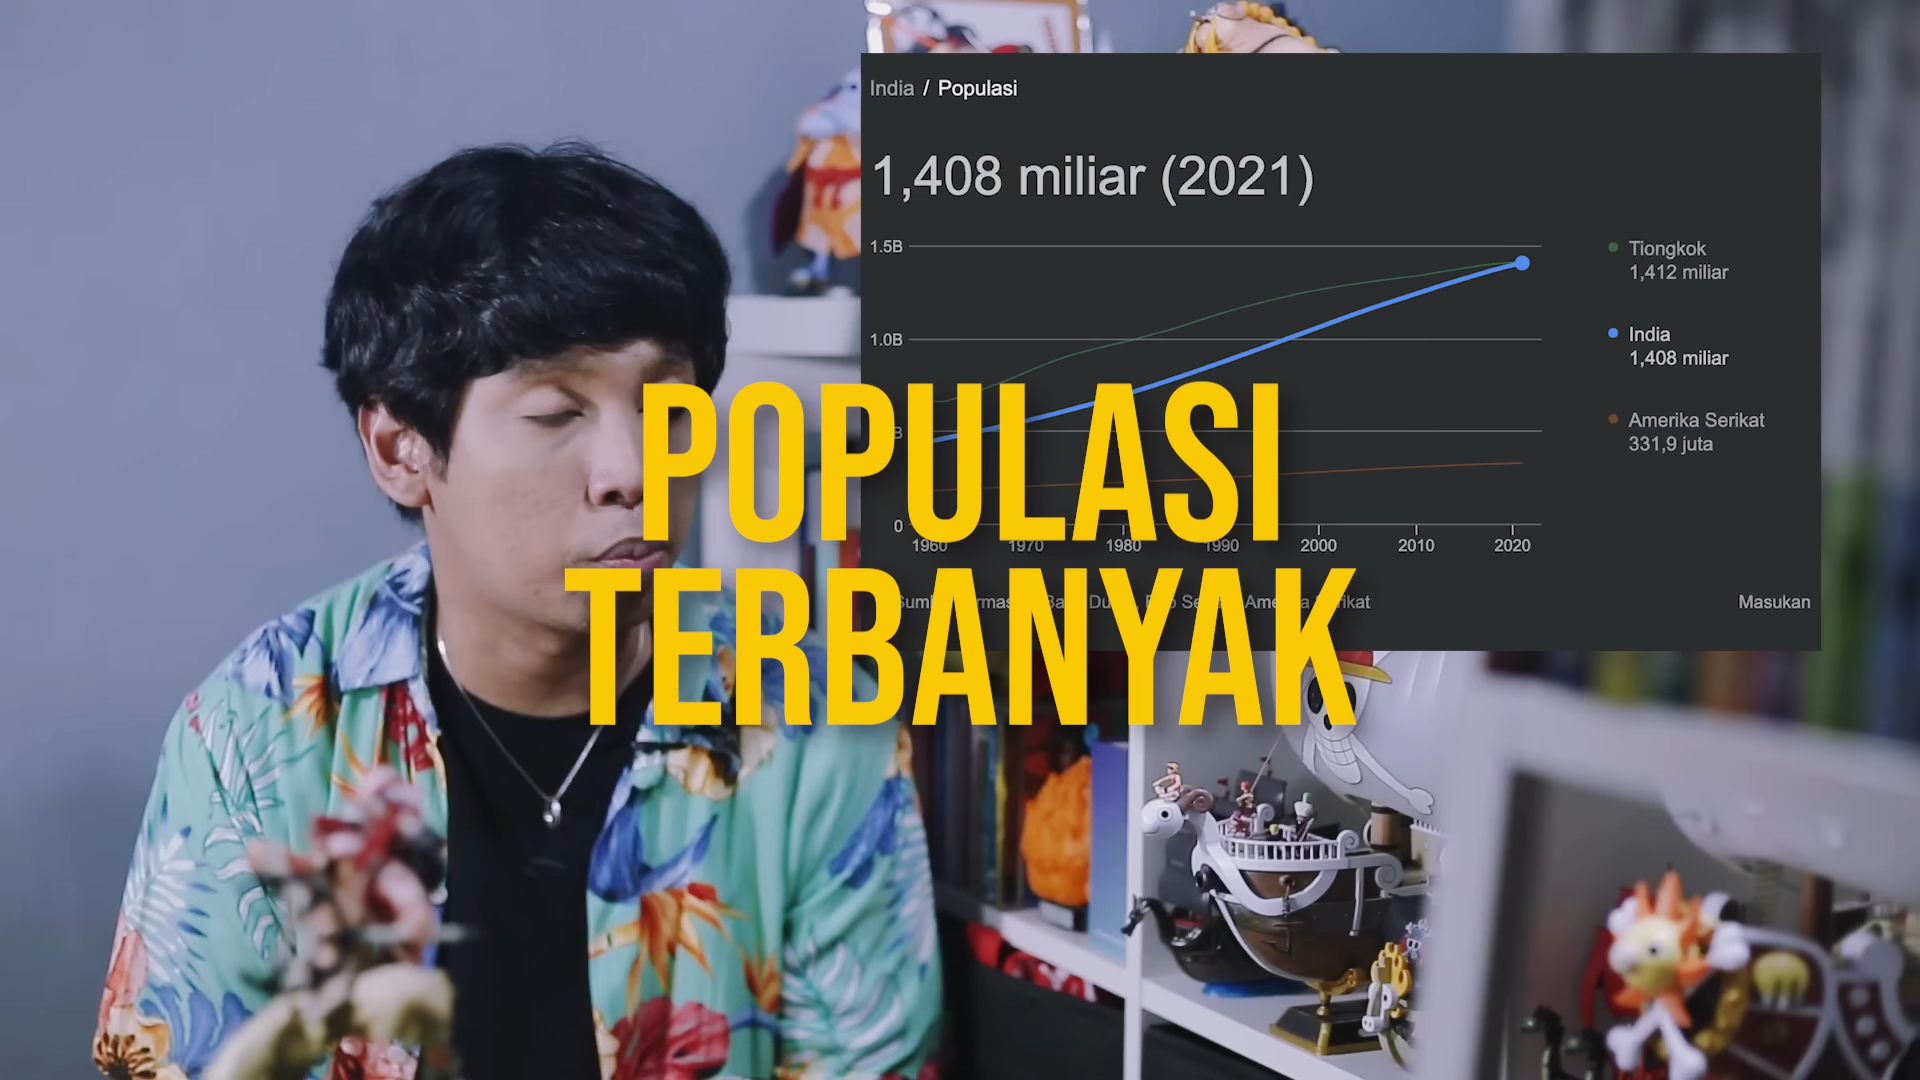 India / Populasi
1,408 miliar (2021)
1.5B
Tiongkok
1,412 miliar
1.0B
India
1,408 miliar
Amerika Serikat
331,9 juta
POPULASI
0
1960 1970 1980 1990 2000 2010 2020
TERBANYAK
Masukan